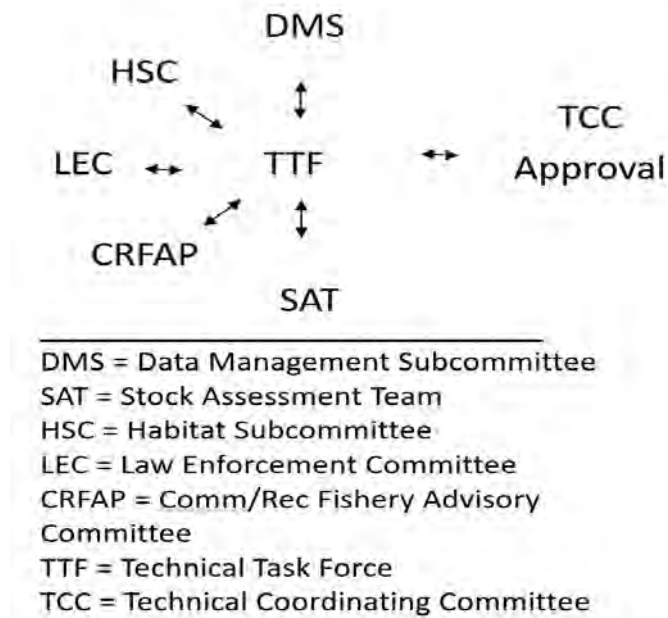 DMS
HSC
TCC
LEC
TTF
Approval
CRFAP
SAT
DMS = Data Management Subcommittee
SAT = Stock Assessment Team
HSC = Habitat Subcommittee
LEC = Law Enforcement Committee
CRFAP = Comm/Rec Fishery Advisory
Committee
TTF = Technical Task Force
TCC = Technical Coordinating Committee